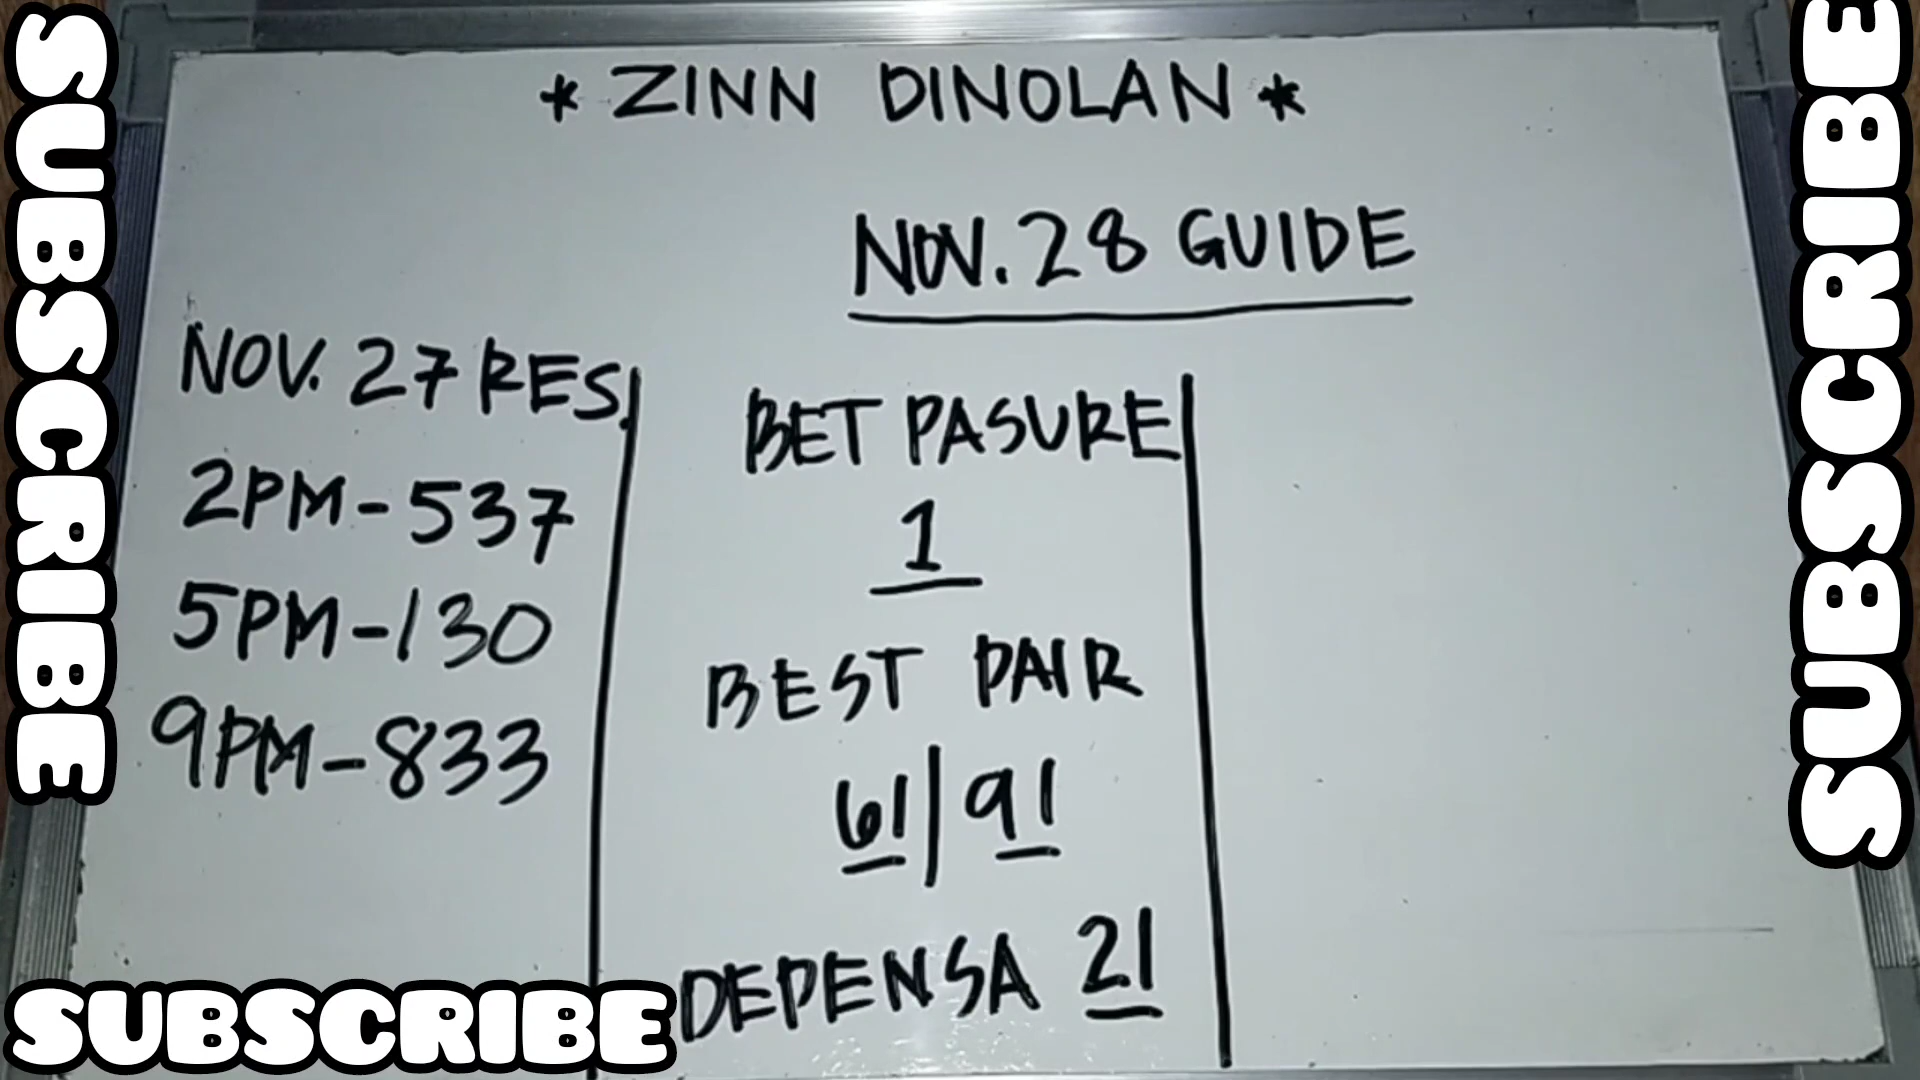 * ZINN DINOLAN *
NOV. 28 GUIDE
NOV. 27 RES.
2PM-537
5PM-130
9PM-833
BET PASURE
1
BEST PAIR
61|91
DEPENSA 21
SUBSCRIBE
SUBSCRIBE
SUBSCRIBE